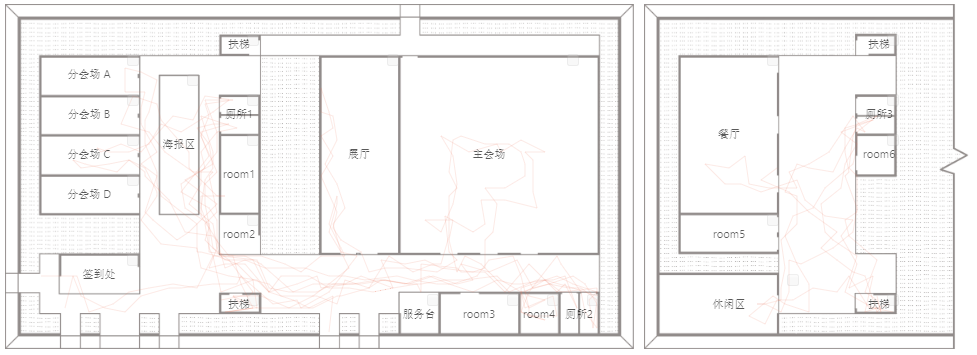 扶梯
分会场 A
分会场 B
分会场 C
分会场 D
海报区
厕所1
room1
room2
展厅
主会场
签到处
扶梯
服务台
room3
room4
厕所2
扶梯
厕所3
餐厅
room6
room5
休闲区
扶梯